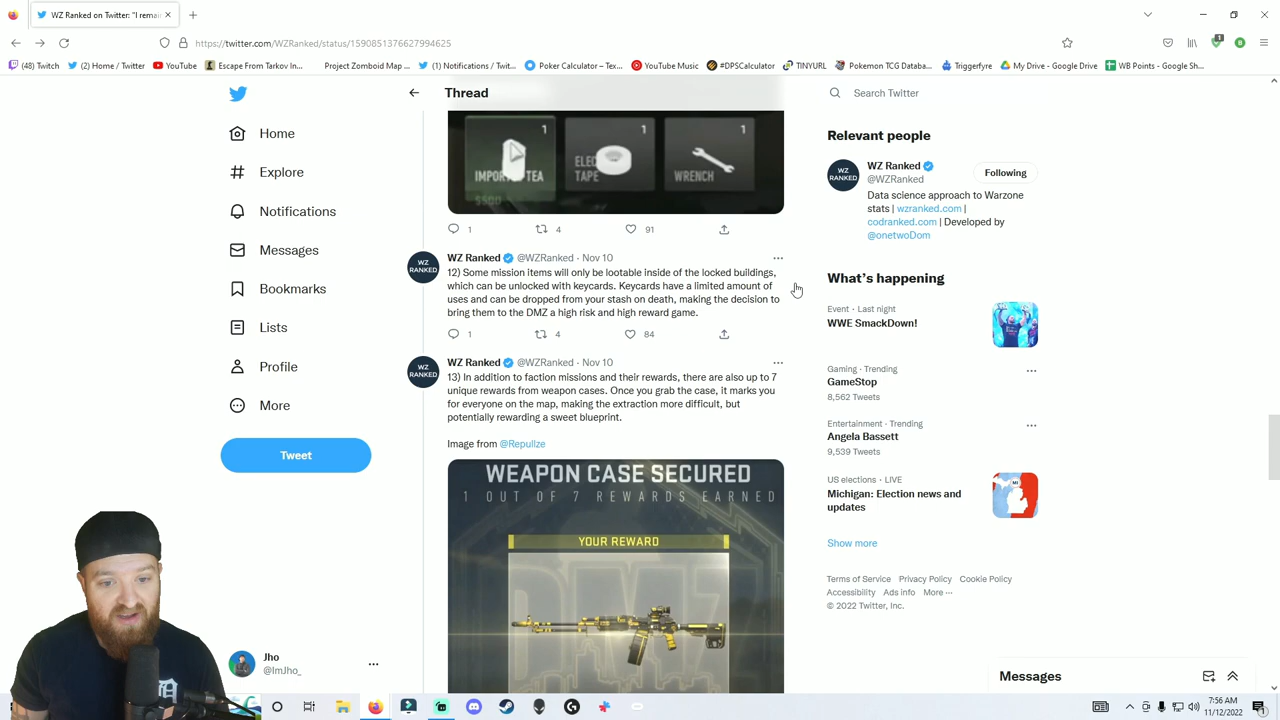 WZ Ranked on Twitter: "I remai
https://twitter.com/WZRanked/status/1590851376627994625
(48) Twitch
(2) Home / Twitter
YouTube
Escape From Tarkov In...
Project Zomboid Map ...
(1) Notifications / Twit...
Poker Calculator – Tex...
YouTube Music
#DPSCalculator
TINYURL
Pokemon TCG Databa...
Triggerfyre
My Drive - Google Drive
WB Points - Google Sh...
Home
Explore
Notifications
Messages
Bookmarks
Lists
Profile
More
Tweet
Jho
@ImJho_
Thread
1
1
1
IMPORTED TEA
ELEC
TAPE
WRENCH
$500
1
4
91
WZ RANKED
WZ Ranked @WZRanked · Nov 10
12) Some mission items will only be lootable inside of the locked buildings,
which can be unlocked with keycards. Keycards have a limited amount of
uses and can be dropped from your stash on death, making the decision to
bring them to the DMZ a high risk and high reward game.
1
4
84
WZ RANKED
WZ Ranked @WZRanked · Nov 10
13) In addition to faction missions and their rewards, there are also up to 7
unique rewards from weapon cases. Once you grab the case, it marks you
for everyone on the map, making the extraction more difficult, but
potentially rewarding a sweet blueprint.
Image from @Repullze
WEAPON CASE SECURED
1 OUT OF 7 REWARDS EARNED
YOUR REWARD
Search Twitter
Relevant people
WZ RANKED
WZ Ranked
@WZRanked
Following
Data science approach to Warzone
stats | wzranked.com |
codranked.com | Developed by
@onetwoDom
What's happening
Event · Last night
WWE SmackDown!
Gaming · Trending
GameStop
8,562 Tweets
Entertainment · Trending
Angela Bassett
9,539 Tweets
US elections · LIVE
Michigan: Election news and
updates
Show more
Terms of Service Privacy Policy Cookie Policy
Accessibility Ads info More ···
© 2022 Twitter, Inc.
Messages
7:56 AM
11/12/2022